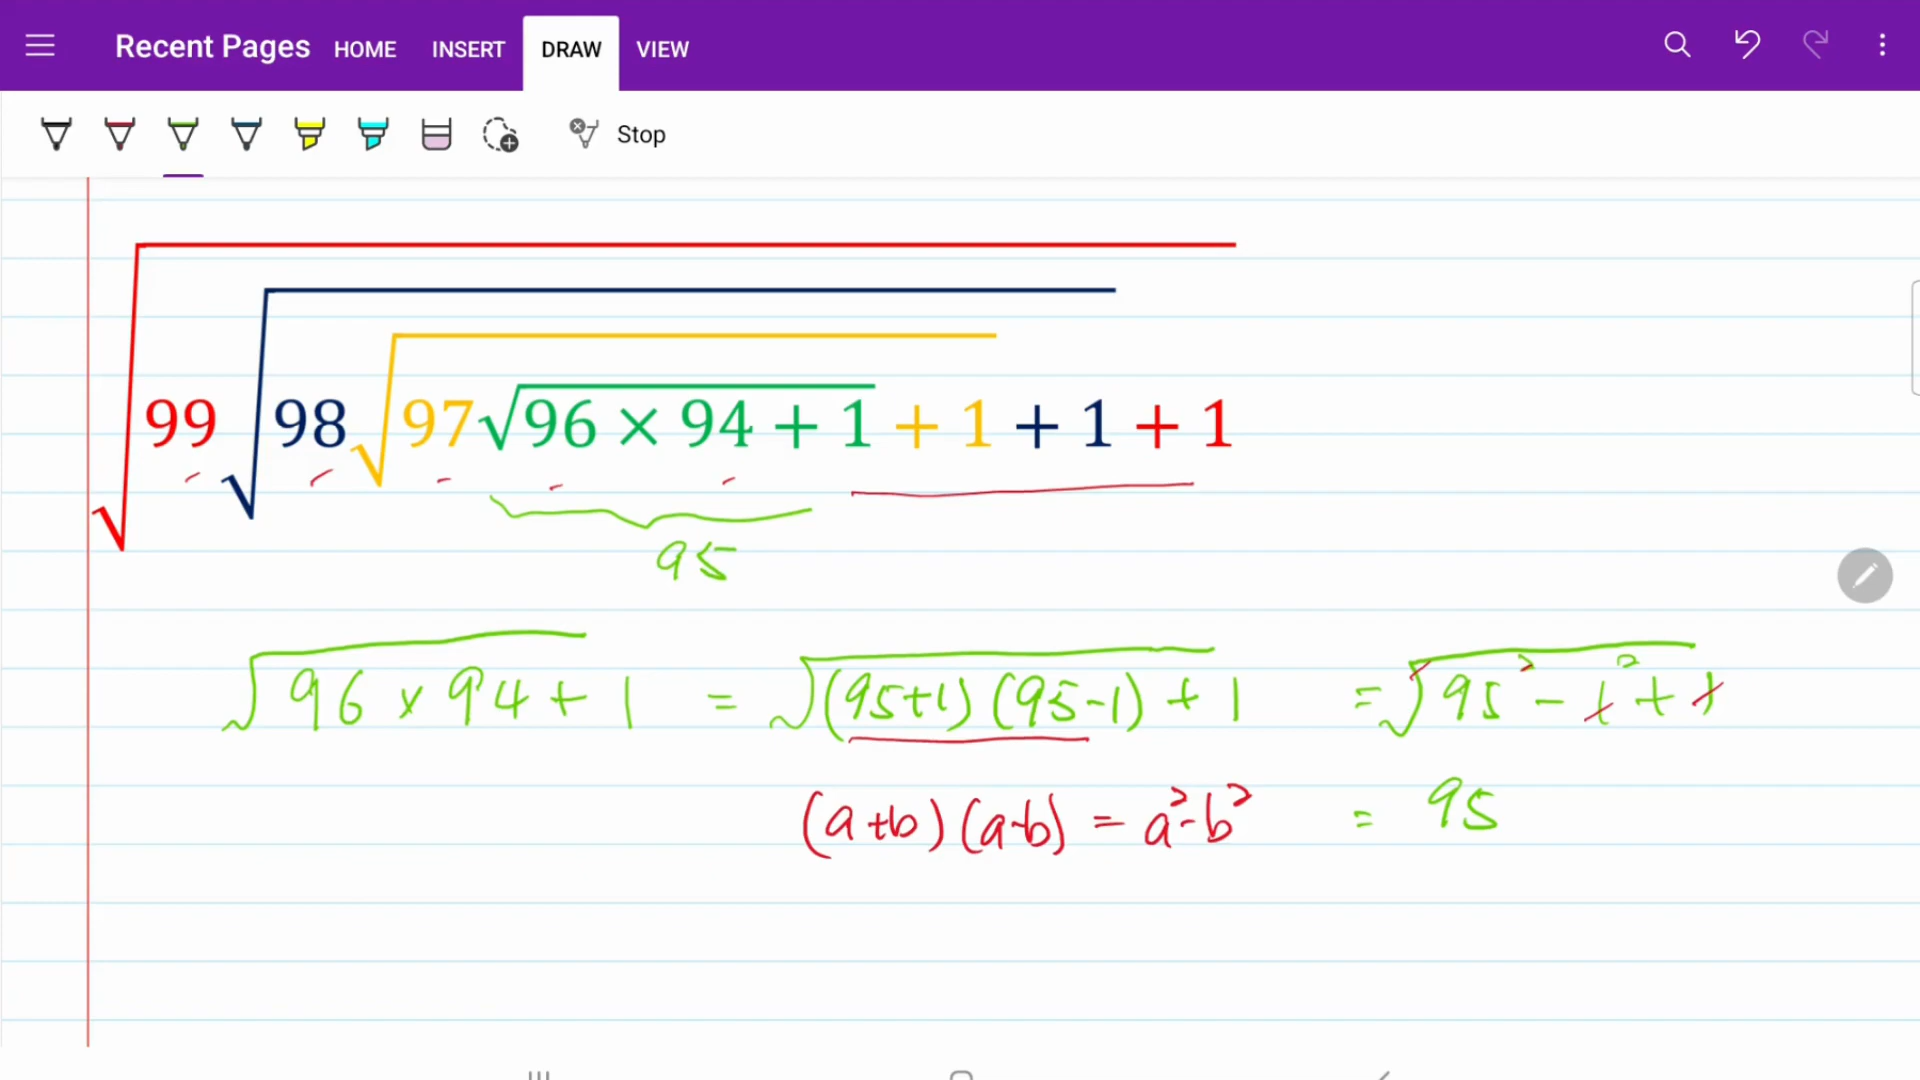 Recent Pages HOME INSERT DRAW VIEW
Stop
√(99√(98√(97√(96 × 94 + 1) + 1) + 1) + 1)
95
√(96 × 94 + 1) = √((95+1)(95-1) + 1) = √(95² - 1² + 1)
(a+b)(a-b) = a² - b² = 95